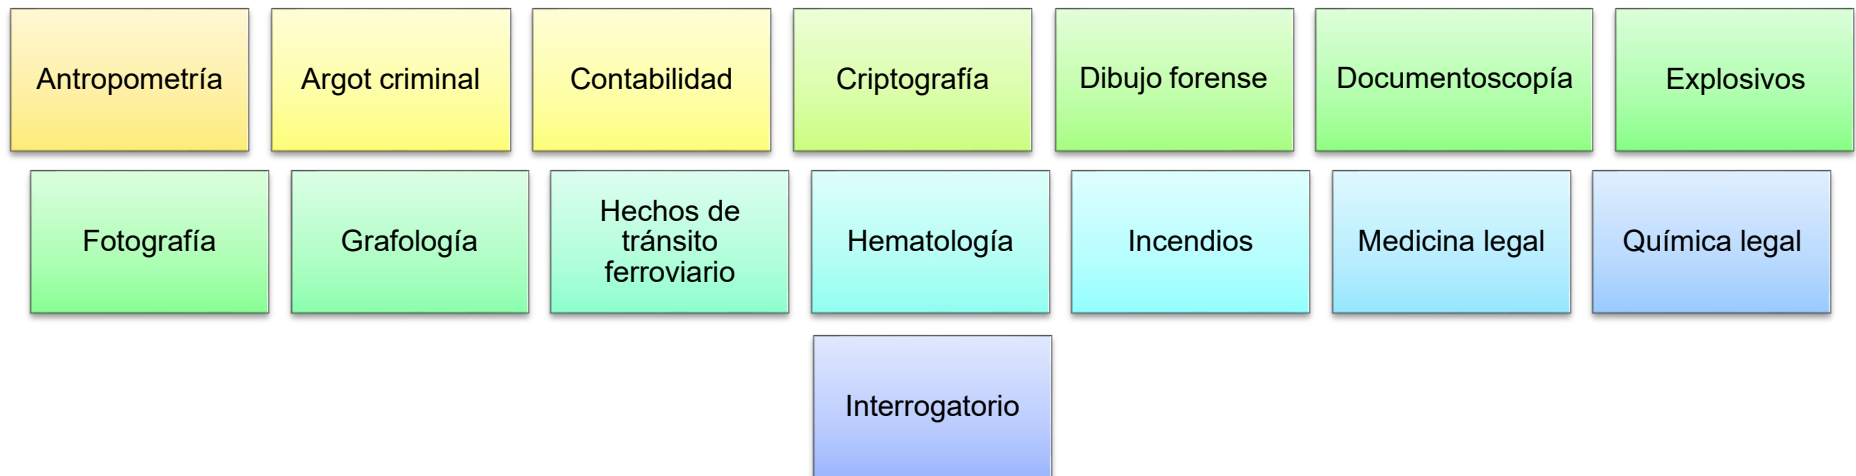 Antropometría
Argot criminal
Contabilidad
Criptografía
Dibujo forense
Documentoscopía
Explosivos
Fotografía
Grafología
Hechos de
tránsito
ferroviario
Hematología
Incendios
Medicina legal
Química legal
Interrogatorio